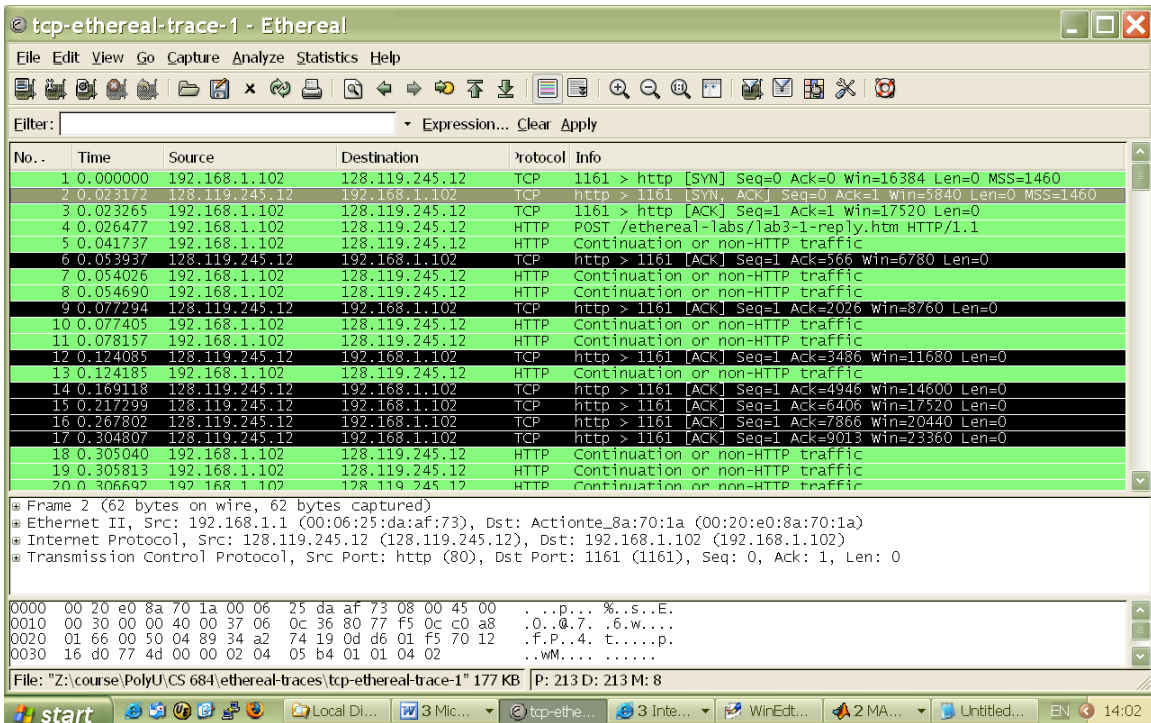 tcp-ethereal-trace-1 - Ethereal
File Edit View Go Capture Analyze Statistics Help
Filter: Expression... Clear Apply
No. . Time Source Destination Protocol Info
1 0.000000 192.168.1.102 128.119.245.12 TCP 1161 > http [SYN] Seq=0 Ack=0 Win=16384 Len=0 MSS=1460
2 0.023172 128.119.245.12 192.168.1.102 TCP http > 1161 [SYN, ACK] Seq=0 Ack=1 Win=5840 Len=0 MSS=1460
3 0.023265 192.168.1.102 128.119.245.12 TCP 1161 > http [ACK] Seq=1 Ack=1 Win=17520 Len=0
4 0.026477 192.168.1.102 128.119.245.12 HTTP POST /ethereal-labs/lab3-1-reply.htm HTTP/1.1
5 0.041737 192.168.1.102 128.119.245.12 HTTP Continuation or non-HTTP traffic
6 0.053937 128.119.245.12 192.168.1.102 TCP http > 1161 [ACK] Seq=1 Ack=566 Win=6780 Len=0
7 0.054026 192.168.1.102 128.119.245.12 HTTP Continuation or non-HTTP traffic
8 0.054690 192.168.1.102 128.119.245.12 HTTP Continuation or non-HTTP traffic
9 0.077294 128.119.245.12 192.168.1.102 TCP http > 1161 [ACK] Seq=1 Ack=2026 Win=8760 Len=0
10 0.077405 192.168.1.102 128.119.245.12 HTTP Continuation or non-HTTP traffic
11 0.078157 192.168.1.102 128.119.245.12 HTTP Continuation or non-HTTP traffic
12 0.124085 128.119.245.12 192.168.1.102 TCP http > 1161 [ACK] Seq=1 Ack=3486 Win=11680 Len=0
13 0.124185 192.168.1.102 128.119.245.12 HTTP Continuation or non-HTTP traffic
14 0.169118 128.119.245.12 192.168.1.102 TCP http > 1161 [ACK] Seq=1 Ack=4946 Win=14600 Len=0
15 0.217299 128.119.245.12 192.168.1.102 TCP http > 1161 [ACK] Seq=1 Ack=6406 Win=17520 Len=0
16 0.267802 128.119.245.12 192.168.1.102 TCP http > 1161 [ACK] Seq=1 Ack=7866 Win=20440 Len=0
17 0.304807 128.119.245.12 192.168.1.102 TCP http > 1161 [ACK] Seq=1 Ack=9013 Win=23360 Len=0
18 0.305040 192.168.1.102 128.119.245.12 HTTP Continuation or non-HTTP traffic
19 0.305813 192.168.1.102 128.119.245.12 HTTP Continuation or non-HTTP traffic
20 0.306692 192.168.1.102 128.119.245.12 HTTP Continuation or non-HTTP traffic
Frame 2 (62 bytes on wire, 62 bytes captured)
Ethernet II, Src: 192.168.1.1 (00:06:25:da:af:73), Dst: Actionte_8a:70:1a (00:20:e0:8a:70:1a)
Internet Protocol, Src: 128.119.245.12 (128.119.245.12), Dst: 192.168.1.102 (192.168.1.102)
Transmission Control Protocol, Src Port: http (80), Dst Port: 1161 (1161), Seq: 0, Ack: 1, Len: 0
0000 00 20 e0 8a 70 1a 00 06 25 da af 73 08 00 45 00 . ..p... %..s..E.
0010 00 30 00 00 40 00 37 06 0c 36 80 77 f5 0c c0 a8 .0..@.7. .6.w....
0020 01 66 00 50 04 89 34 a2 74 19 0d d6 01 f5 70 12 .f.P..4. t.....p.
0030 16 d0 77 4d 00 00 02 04 05 b4 01 01 04 02 ..wM.... ......
File: "Z:\course\PolyU\CS 684\ethereal-traces\tcp-ethereal-trace-1" 177 KB P: 213 D: 213 M: 8
start Local Di... 3 Mic... tcp-ethe... 3 Inte... WinEdt... 2 MA... Untitled... EN 14:02